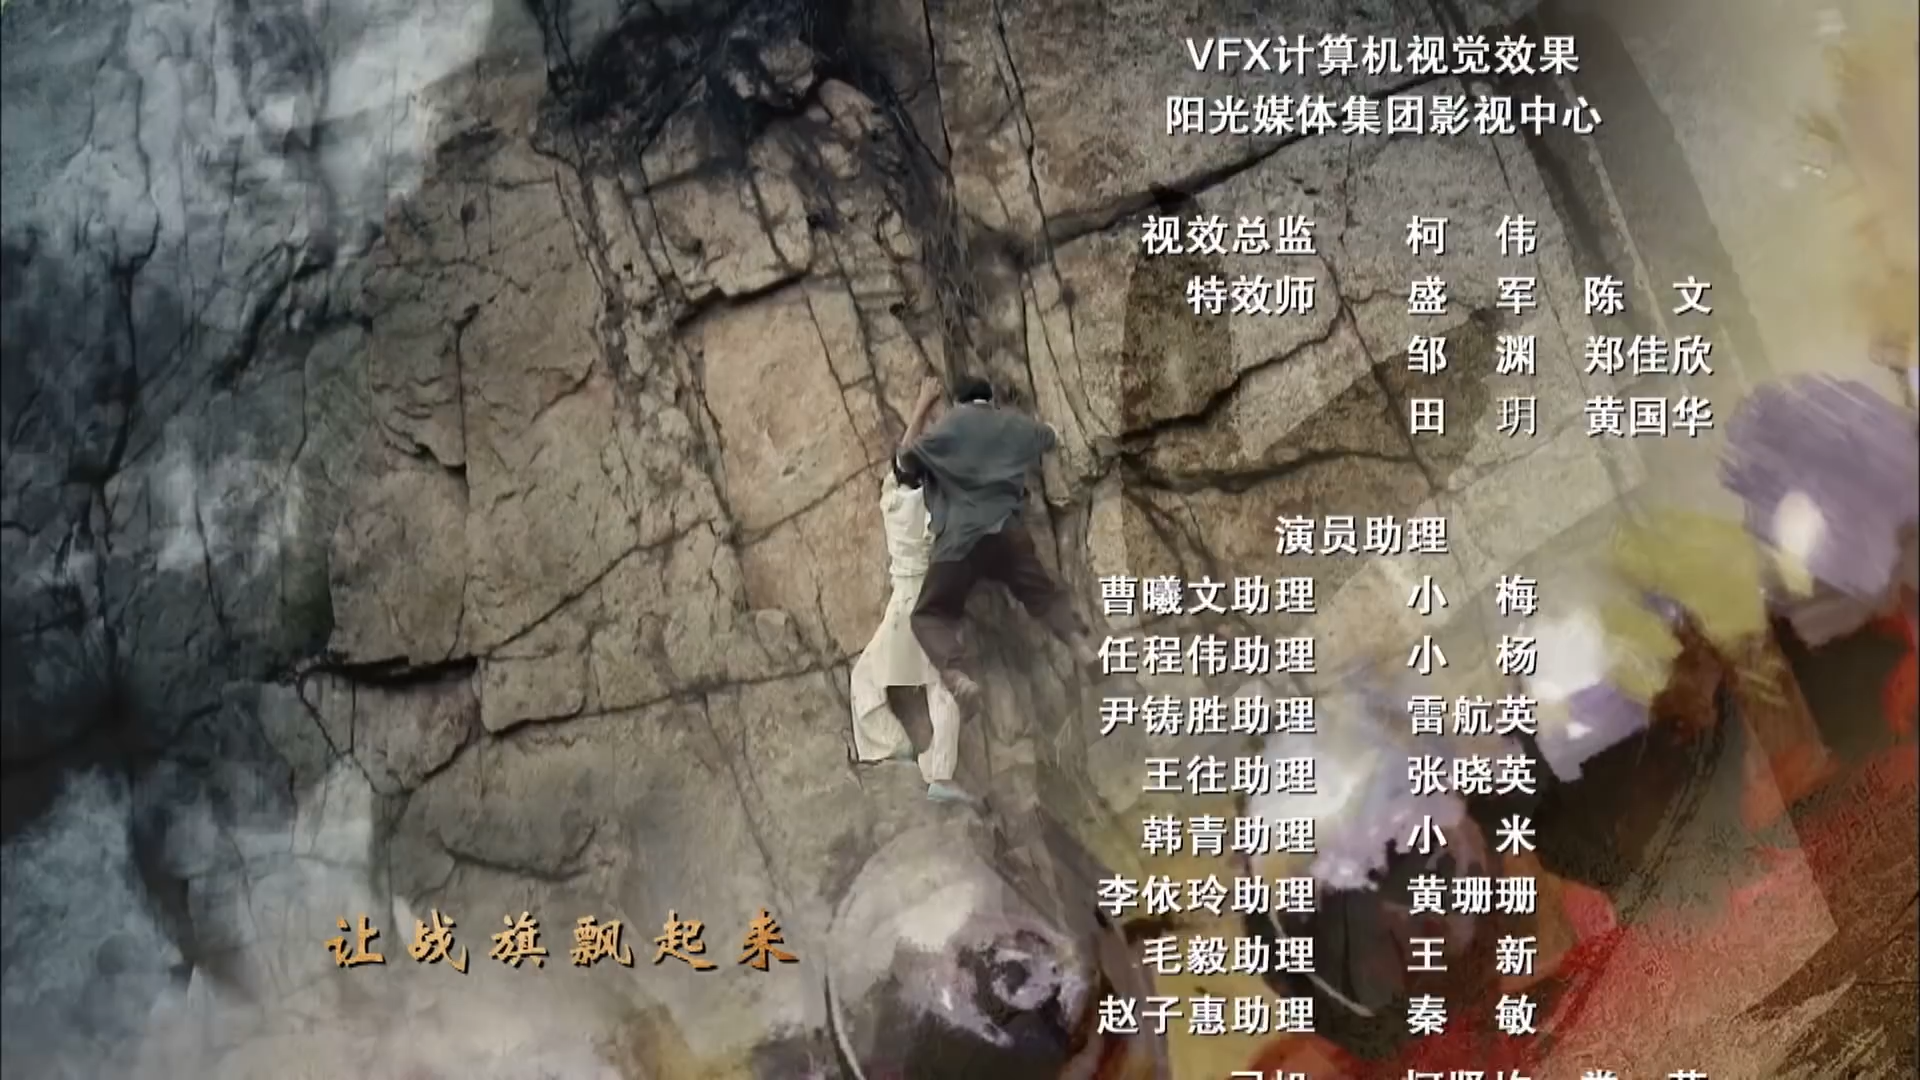 VFX计算机视觉效果
阳光媒体集团影视中心
视效总监 柯 伟
特效师 盛 军 陈 文
邹 渊 郑佳欣
田 玥 黄国华
演员助理
曹曦文助理 小 梅
任程伟助理 小 杨
尹铸胜助理 雷航英
王往助理 张晓英
韩青助理 小 米
李依玲助理 黄珊珊
毛毅助理 王 新
赵子惠助理 秦 敏
让战旗飘起来